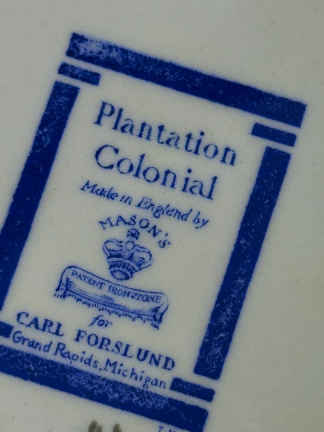 Plantation
Colonial
Made in England by
MASON'S
PATENT IRONSTONE
for
CARL FORSLUND
Grand Rapids, Michigan